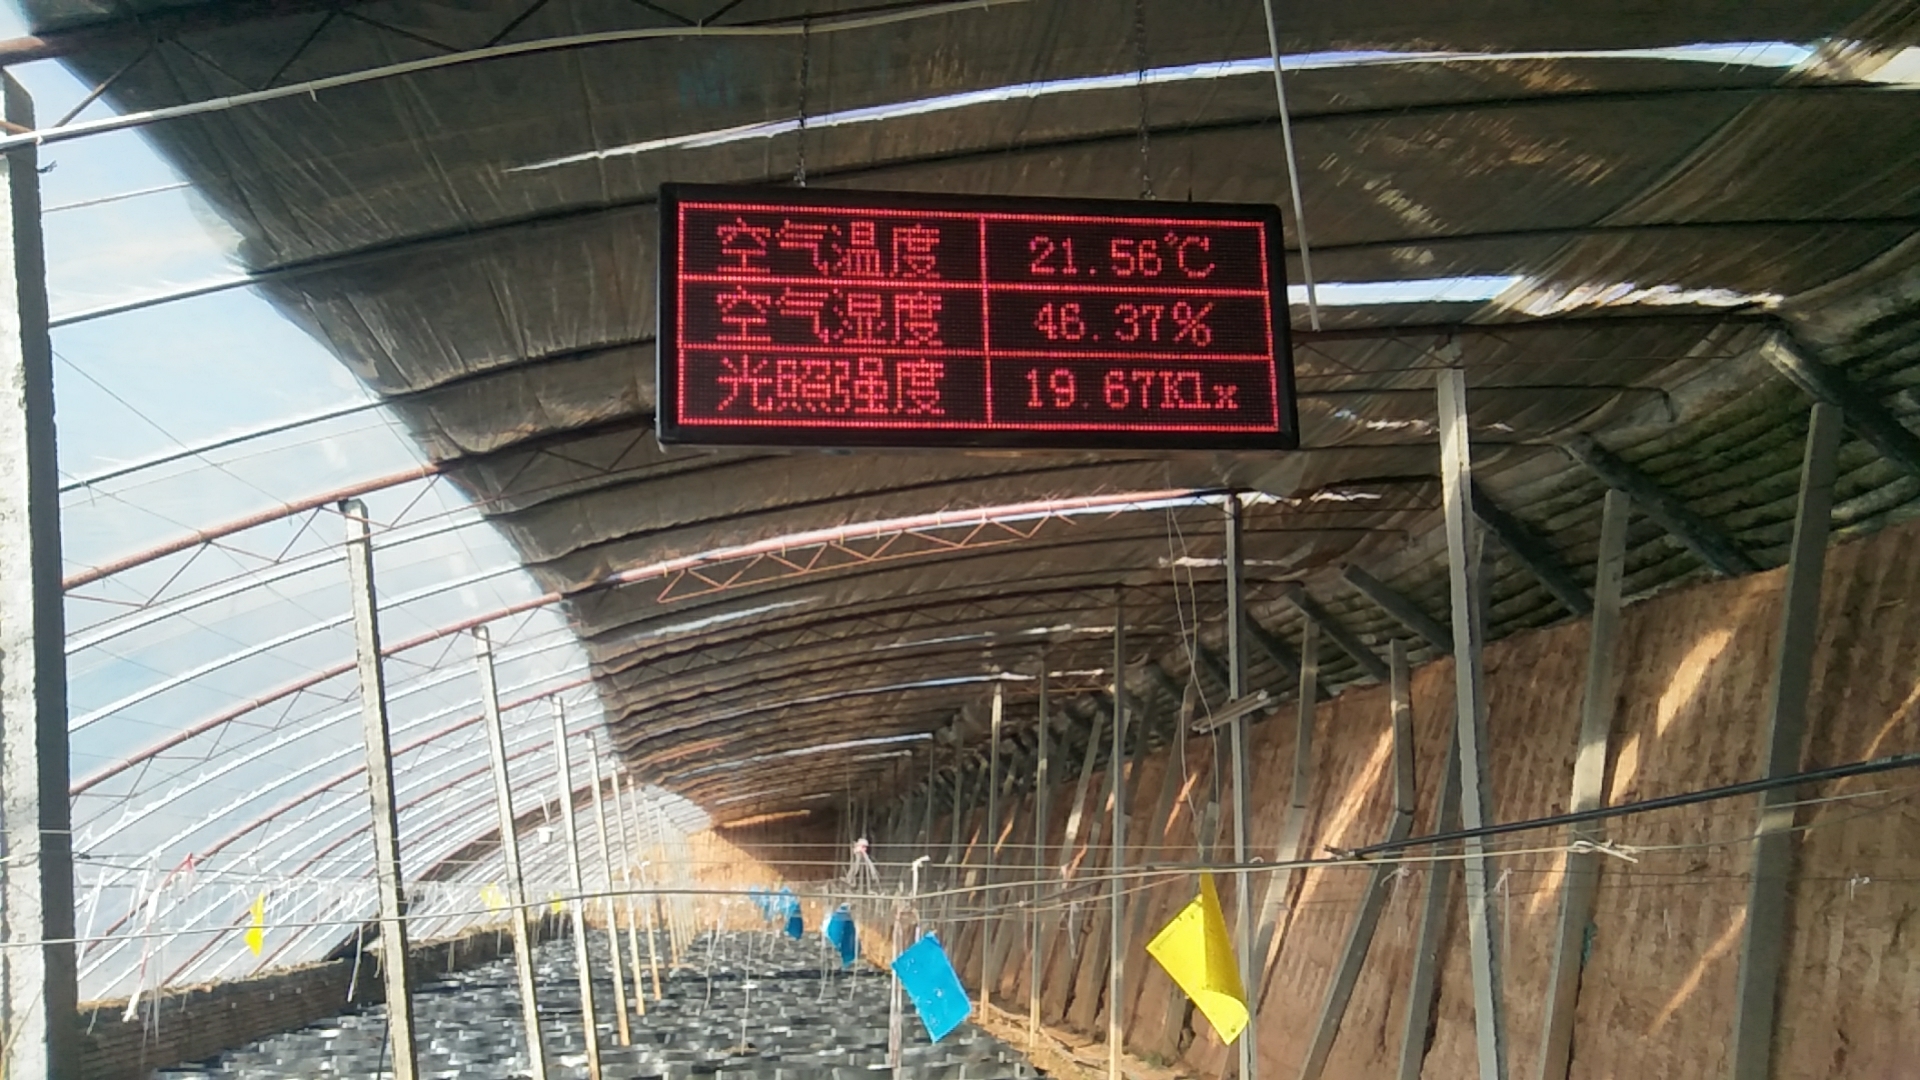 空气温度 21.56℃
空气湿度 46.37%
光照强度 19.67Klx